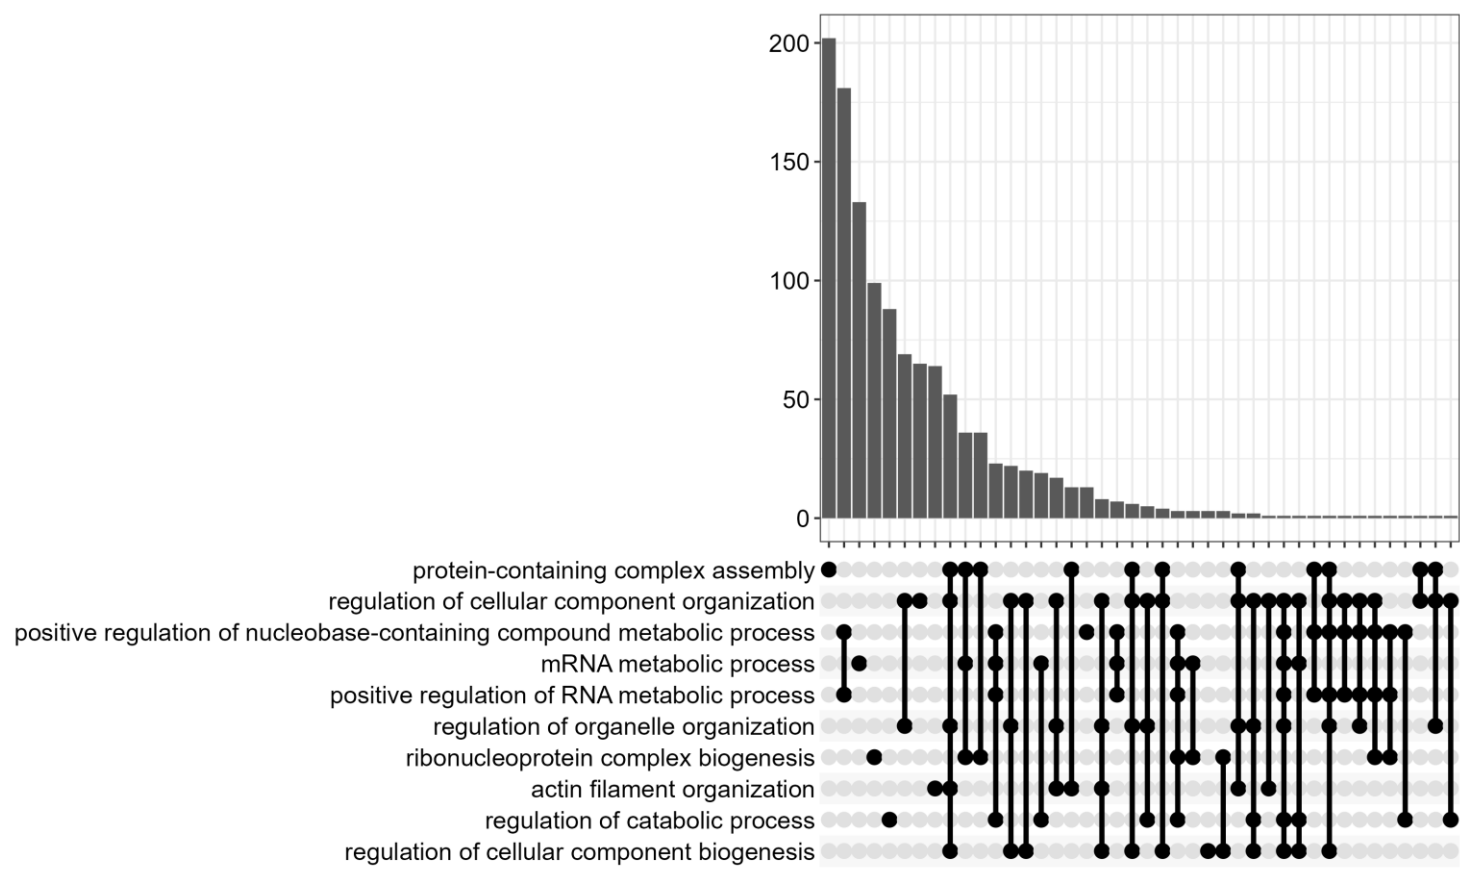 200
150
100
50
0
protein-containing complex assembly
regulation of cellular component organization
positive regulation of nucleobase-containing compound metabolic process
mRNA metabolic process
positive regulation of RNA metabolic process
regulation of organelle organization
ribonucleoprotein complex biogenesis
actin filament organization
regulation of catabolic process
regulation of cellular component biogenesis